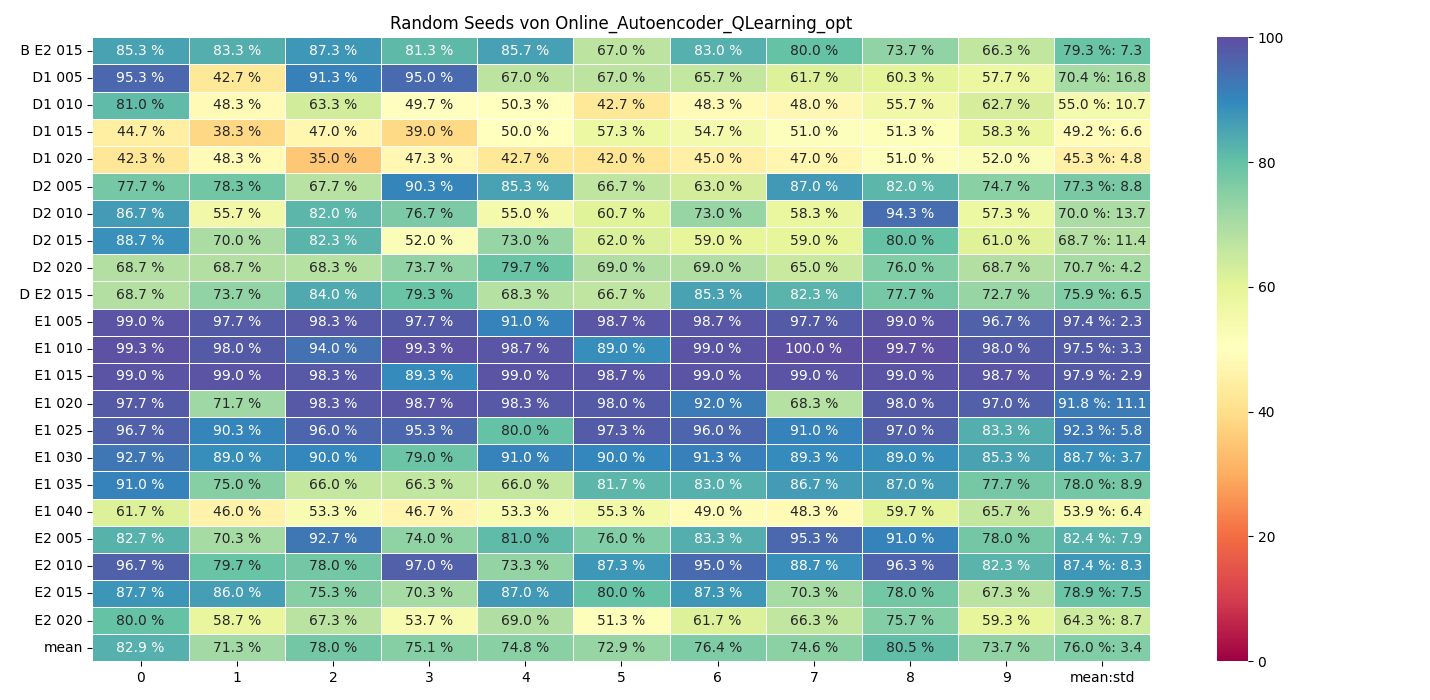 Random Seeds von Online_Autoencoder_QLearning_opt
B E2 015 85.3 % 83.3 % 87.3 % 81.3 % 85.7 % 67.0 % 83.0 % 80.0 % 73.7 % 66.3 % 79.3 %: 7.3
D1 005 95.3 % 42.7 % 91.3 % 95.0 % 67.0 % 67.0 % 65.7 % 61.7 % 60.3 % 57.7 % 70.4 %: 16.8
D1 010 81.0 % 48.3 % 63.3 % 49.7 % 50.3 % 42.7 % 48.3 % 48.0 % 55.7 % 62.7 % 55.0 %: 10.7
D1 015 44.7 % 38.3 % 47.0 % 39.0 % 50.0 % 57.3 % 54.7 % 51.0 % 51.3 % 58.3 % 49.2 %: 6.6
D1 020 42.3 % 48.3 % 35.0 % 47.3 % 42.7 % 42.0 % 45.0 % 47.0 % 51.0 % 52.0 % 45.3 %: 4.8
D2 005 77.7 % 78.3 % 67.7 % 90.3 % 85.3 % 66.7 % 63.0 % 87.0 % 82.0 % 74.7 % 77.3 %: 8.8
D2 010 86.7 % 55.7 % 82.0 % 76.7 % 55.0 % 60.7 % 73.0 % 58.3 % 94.3 % 57.3 % 70.0 %: 13.7
D2 015 88.7 % 70.0 % 82.3 % 52.0 % 73.0 % 62.0 % 59.0 % 59.0 % 80.0 % 61.0 % 68.7 %: 11.4
D2 020 68.7 % 68.7 % 68.3 % 73.7 % 79.7 % 69.0 % 69.0 % 65.0 % 76.0 % 68.7 % 70.7 %: 4.2
D E2 015 68.7 % 73.7 % 84.0 % 79.3 % 68.3 % 66.7 % 85.3 % 82.3 % 77.7 % 72.7 % 75.9 %: 6.5
E1 005 99.0 % 97.7 % 98.3 % 97.7 % 91.0 % 98.7 % 98.7 % 97.7 % 99.0 % 96.7 % 97.4 %: 2.3
E1 010 99.3 % 98.0 % 94.0 % 99.3 % 98.7 % 89.0 % 99.0 % 100.0 % 99.7 % 98.0 % 97.5 %: 3.3
E1 015 99.0 % 99.0 % 98.3 % 89.3 % 99.0 % 98.7 % 99.0 % 99.0 % 99.0 % 98.7 % 97.9 %: 2.9
E1 020 97.7 % 71.7 % 98.3 % 98.7 % 98.3 % 98.0 % 92.0 % 68.3 % 98.0 % 97.0 % 91.8 %: 11.1
E1 025 96.7 % 90.3 % 96.0 % 95.3 % 80.0 % 97.3 % 96.0 % 91.0 % 97.0 % 83.3 % 92.3 %: 5.8
E1 030 92.7 % 89.0 % 90.0 % 79.0 % 91.0 % 90.0 % 91.3 % 89.3 % 89.0 % 85.3 % 88.7 %: 3.7
E1 035 91.0 % 75.0 % 66.0 % 66.3 % 66.0 % 81.7 % 83.0 % 86.7 % 87.0 % 77.7 % 78.0 %: 8.9
E1 040 61.7 % 46.0 % 53.3 % 46.7 % 53.3 % 55.3 % 49.0 % 48.3 % 59.7 % 65.7 % 53.9 %: 6.4
E2 005 82.7 % 70.3 % 92.7 % 74.0 % 81.0 % 76.0 % 83.3 % 95.3 % 91.0 % 78.0 % 82.4 %: 7.9
E2 010 96.7 % 79.7 % 78.0 % 97.0 % 73.3 % 87.3 % 95.0 % 88.7 % 96.3 % 82.3 % 87.4 %: 8.3
E2 015 87.7 % 86.0 % 75.3 % 70.3 % 87.0 % 80.0 % 87.3 % 70.3 % 78.0 % 67.3 % 78.9 %: 7.5
E2 020 80.0 % 58.7 % 67.3 % 53.7 % 69.0 % 51.3 % 61.7 % 66.3 % 75.7 % 59.3 % 64.3 %: 8.7
mean 82.9 % 71.3 % 78.0 % 75.1 % 74.8 % 72.9 % 76.4 % 74.6 % 80.5 % 73.7 % 76.0 %: 3.4
0 1 2 3 4 5 6 7 8 9 mean:std
100
80
60
40
20
0